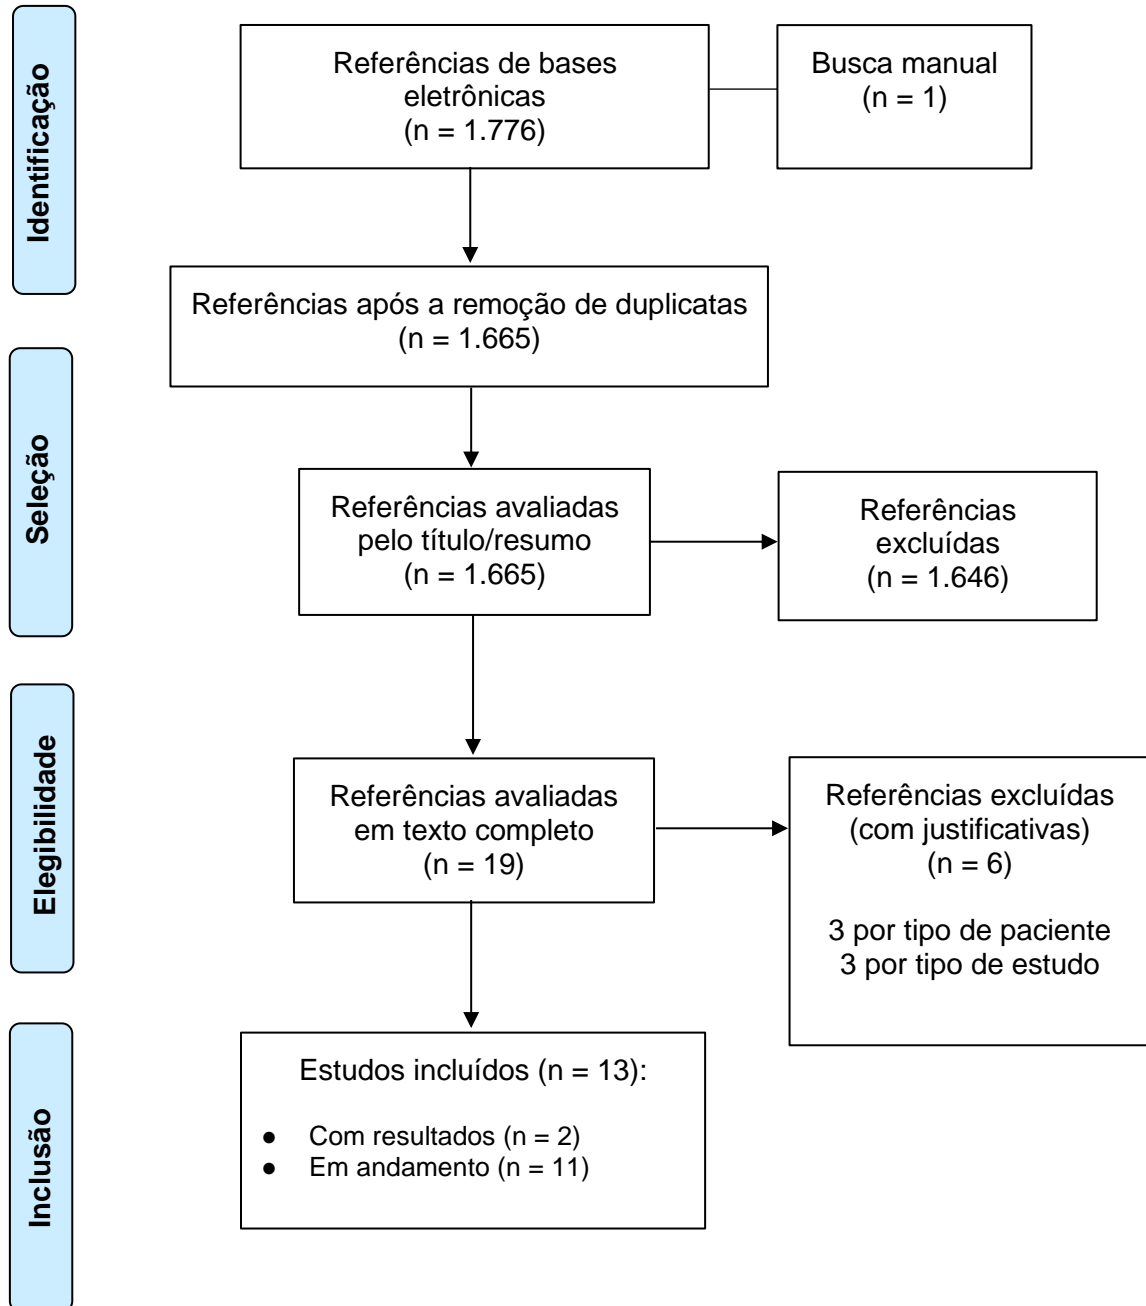 Identificação
Referências de bases
eletrônicas
(n = 1.776)
Busca manual
(n = 1)
Referências após a remoção de duplicatas
(n = 1.665)
Seleção
Referências avaliadas
pelo título/resumo
(n = 1.665)
Referências
excluídas
(n = 1.646)
Elegibilidade
Referências avaliadas
em texto completo
(n = 19)
Referências excluídas
(com justificativas)
(n = 6)
3 por tipo de paciente
3 por tipo de estudo
Inclusão
Estudos incluídos (n = 13):
● Com resultados (n = 2)
● Em andamento (n = 11)